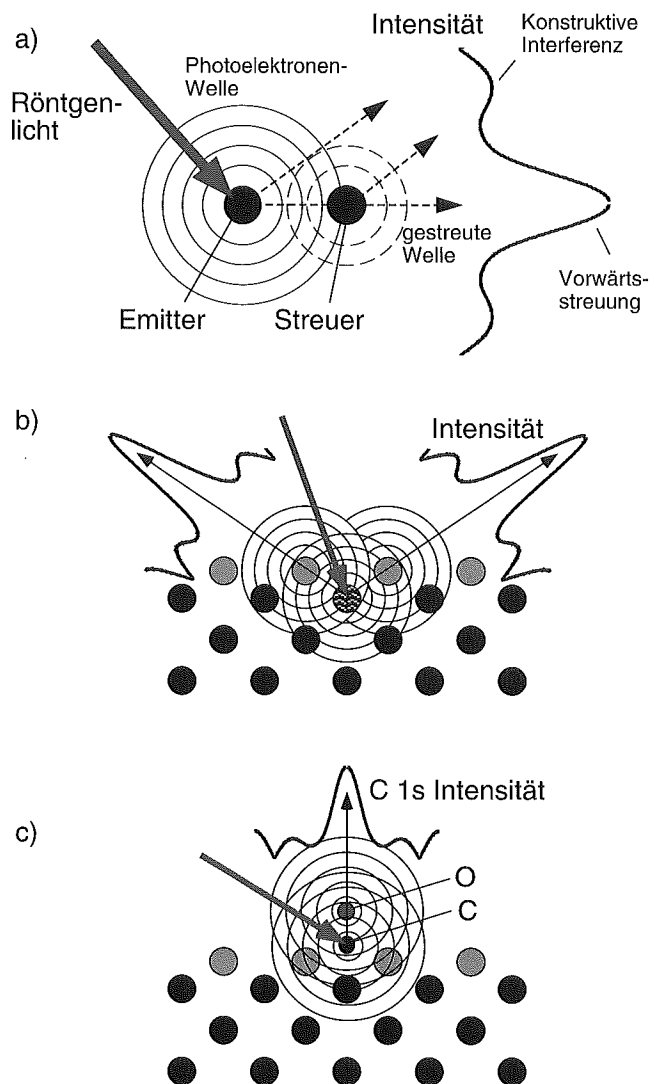 a)
Intensität
Konstruktive
Interferenz
Photoelektronen-
Welle
Röntgen-
licht
gestreute
Welle
Emitter
Streuer
Vorwärts-
streuung
b)
Intensität
C 1s Intensität
c)
O
C